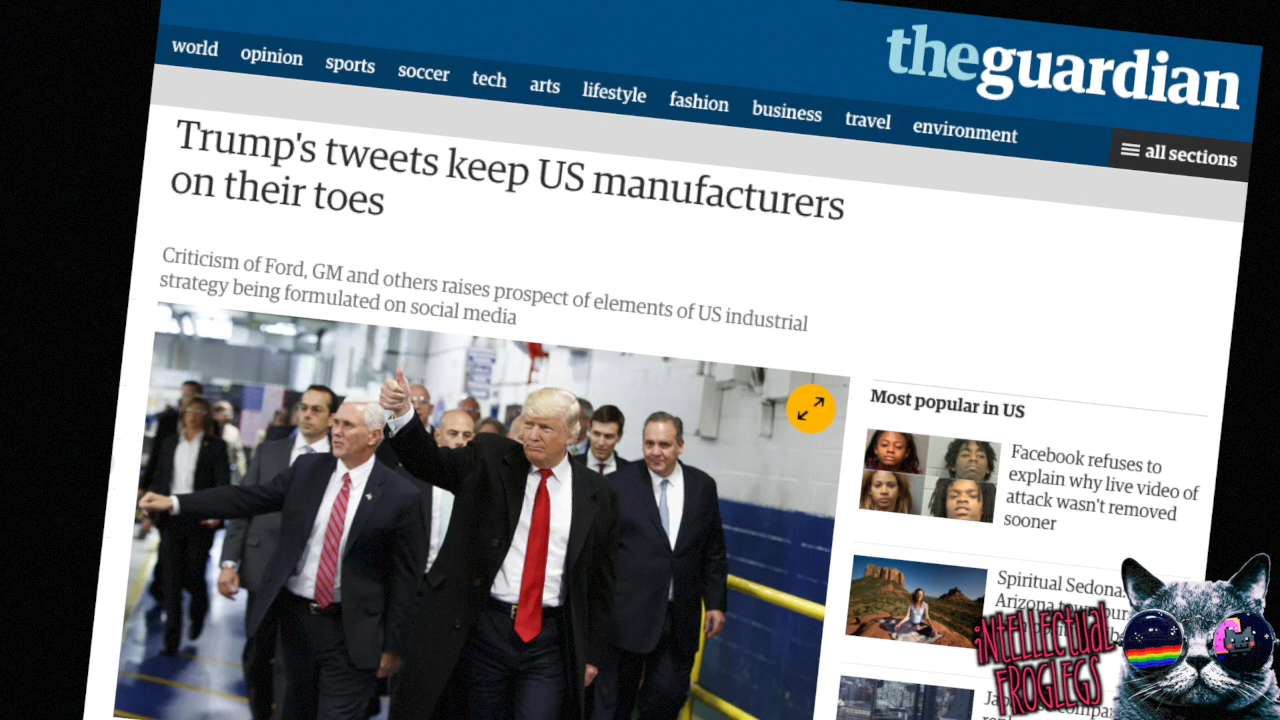 theguardian
world opinion sports soccer tech arts lifestyle fashion business travel environment
all sections
Trump's tweets keep US manufacturers
on their toes
Criticism of Ford, GM and others raises prospect of elements of US industrial
strategy being formulated on social media
Most popular in US
Facebook refuses to
explain why live video of
attack wasn't removed
sooner
Spiritual Sedona
Arizona
iNTELLECTUAL
FROGLEGS